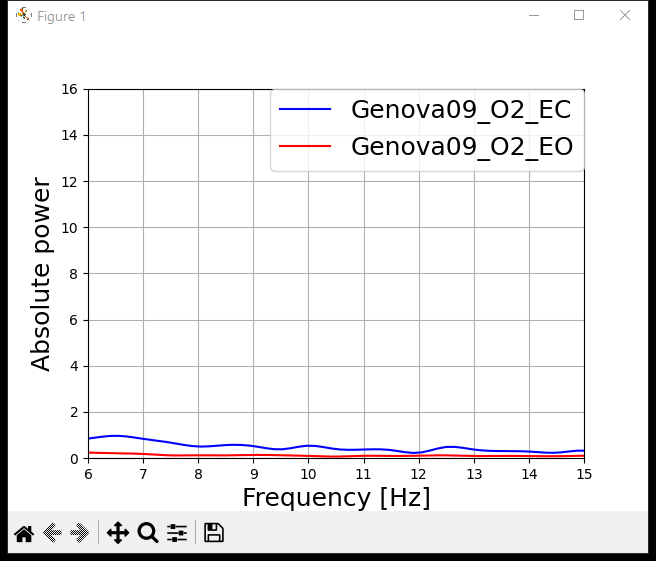 Figure 1
Genova09_O2_EC
Genova09_O2_EO
16
14
12
10
8
6
4
2
0
Absolute power
6 7 8 9 10 11 12 13 14 15
Frequency [Hz]